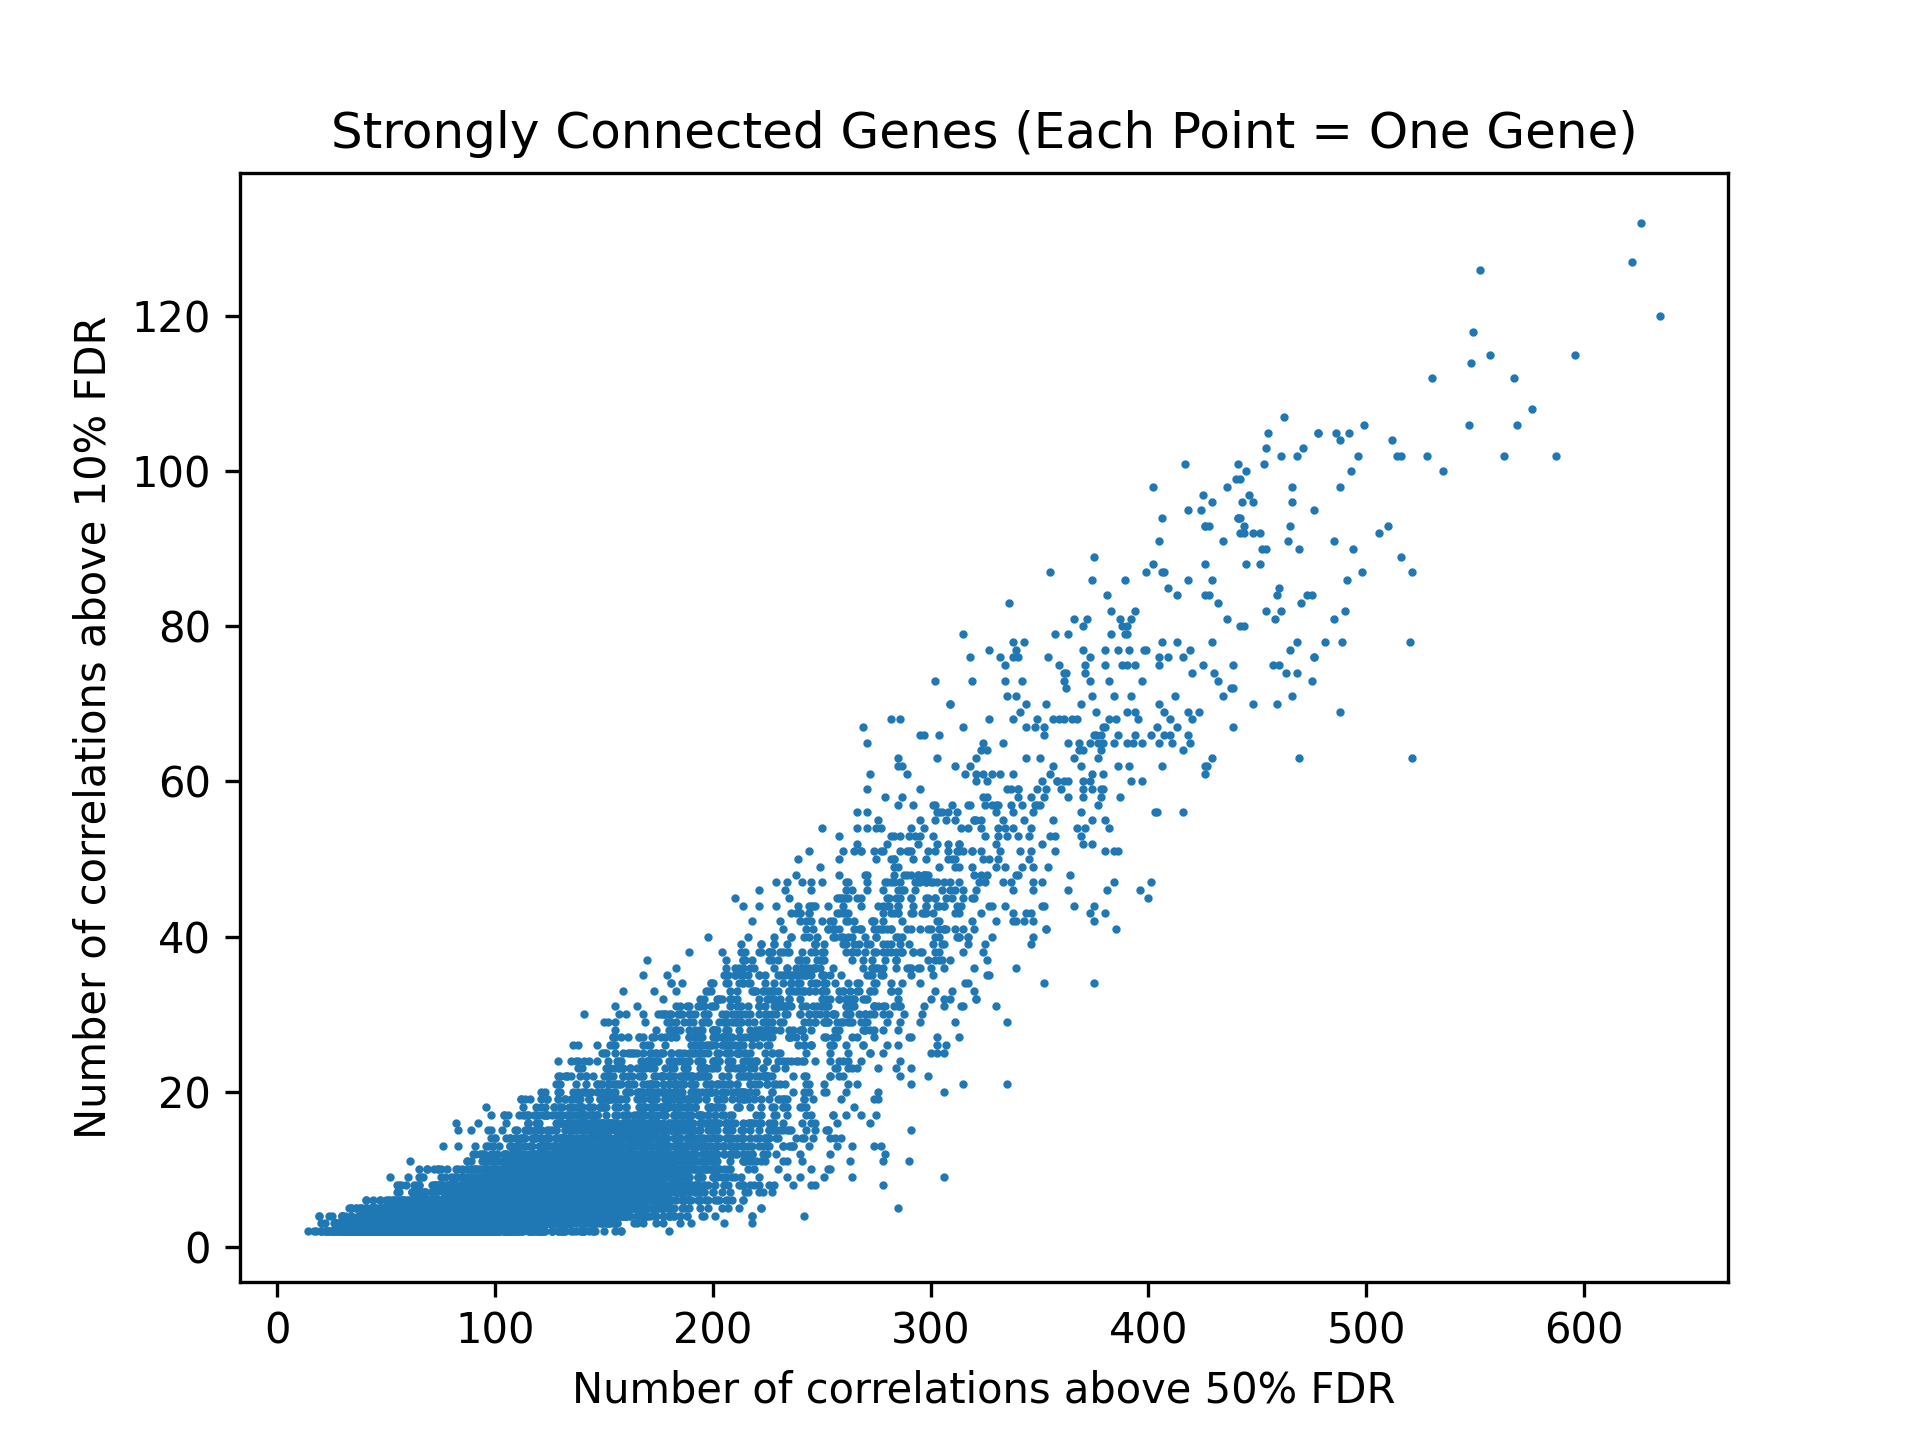 Strongly Connected Genes (Each Point = One Gene)
Number of correlations above 10% FDR
120
100
80
60
40
20
0
0 100 200 300 400 500 600
Number of correlations above 50% FDR